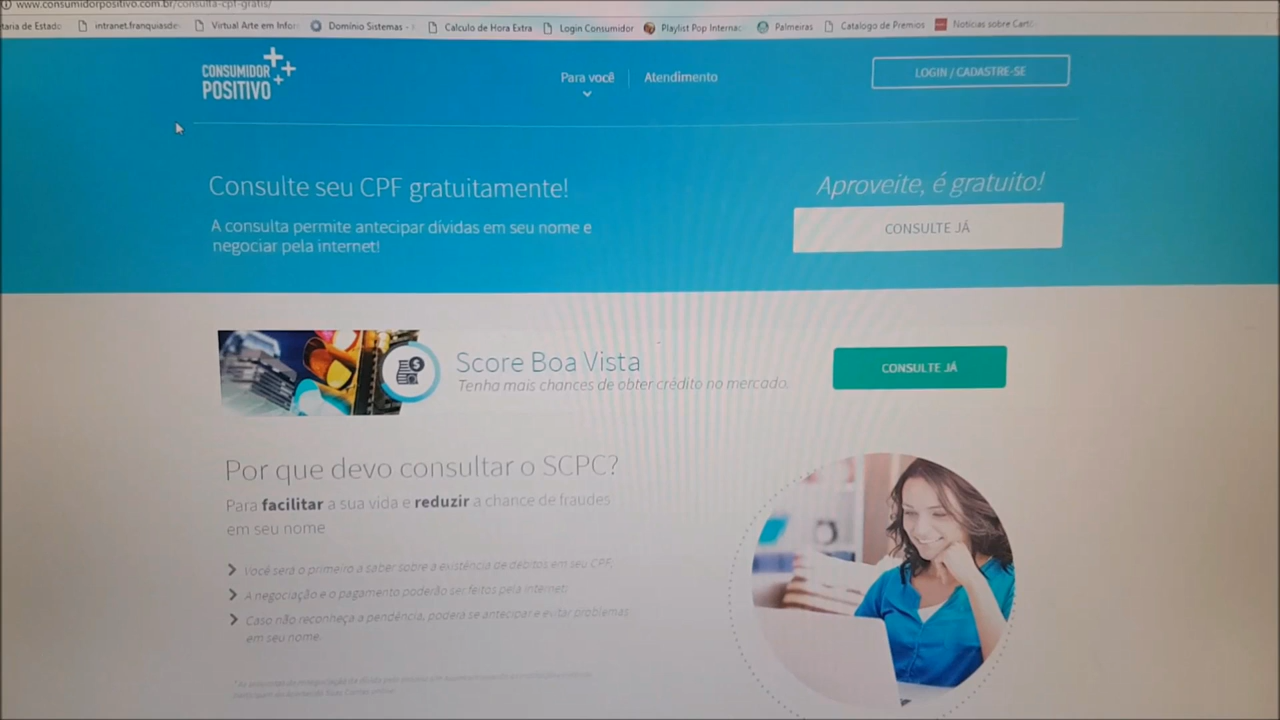 www.consumidorpositivo.com.br/consulta-cpf-gratis/
taria de Estado intranet.franquiasde Virtual Arte em Infor Domínio Sistemas - Calculo de Hora Extra Login Consumidor Playlist Pop Internac Palmeiras Catalogo de Premios Notícias sobre Cart
CONSUMIDOR
POSITIVO
Para você Atendimento
LOGIN / CADASTRE-SE
Consulte seu CPF gratuitamente!
A consulta permite antecipar dívidas em seu nome e
negociar pela internet!
Aproveite, é gratuito!
CONSULTE JÁ
Score Boa Vista
Tenha mais chances de obter crédito no mercado.
CONSULTE JÁ
Por que devo consultar o SCPC?
Para facilitar a sua vida e reduzir a chance de fraudes
em seu nome
Você será o primeiro a saber sobre a existência de débitos em seu CPF;
A negociação e o pagamento poderão ser feitos pela internet;
Caso não reconheça a pendência, poderá se antecipar e evitar problemas
em seu nome.